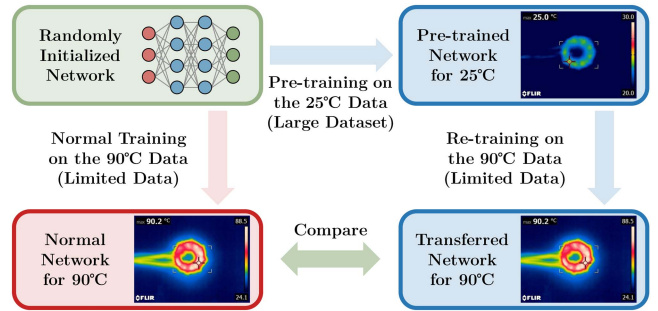 Randomly
Initialized
Network
Pre-training on
the 25℃ Data
(Large Dataset)
Pre-trained
Network
for 25℃
max 25.0 °C
30.0
20.0
FLIR
Normal Training
on the 90℃ Data
(Limited Data)
Re-training on
the 90℃ Data
(Limited Data)
Normal
Network
for 90℃
max 90.2 °C
88.5
24.1
FLIR
Compare
Transferred
Network
for 90℃
max 90.2 °C
88.5
24.1
FLIR